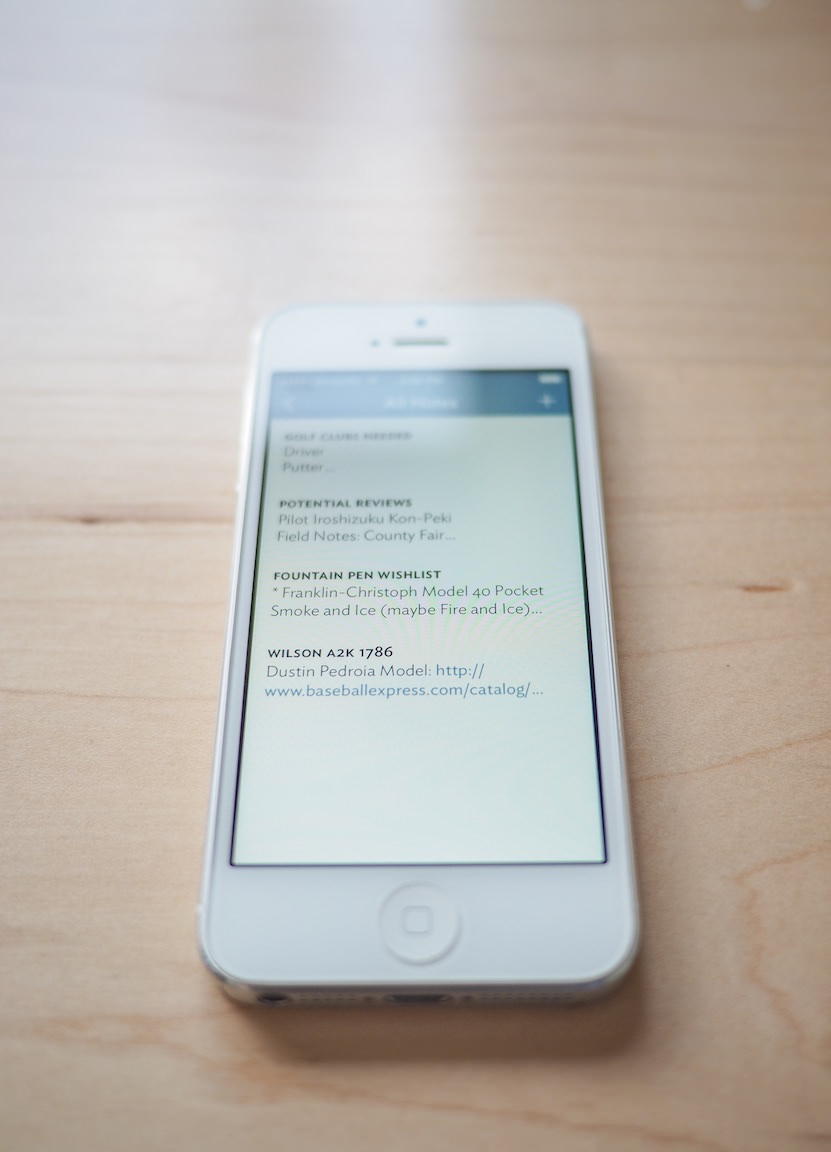 All Notes
+
GOLF CLUBS NEEDED
Driver
Putter...
POTENTIAL REVIEWS
Pilot Iroshizuku Kon-Peki
Field Notes: County Fair...
FOUNTAIN PEN WISHLIST
* Franklin-Christoph Model 40 Pocket
Smoke and Ice (maybe Fire and Ice)...
WILSON A2K 1786
Dustin Pedroia Model: http://
www.baseballexpress.com/catalog/...